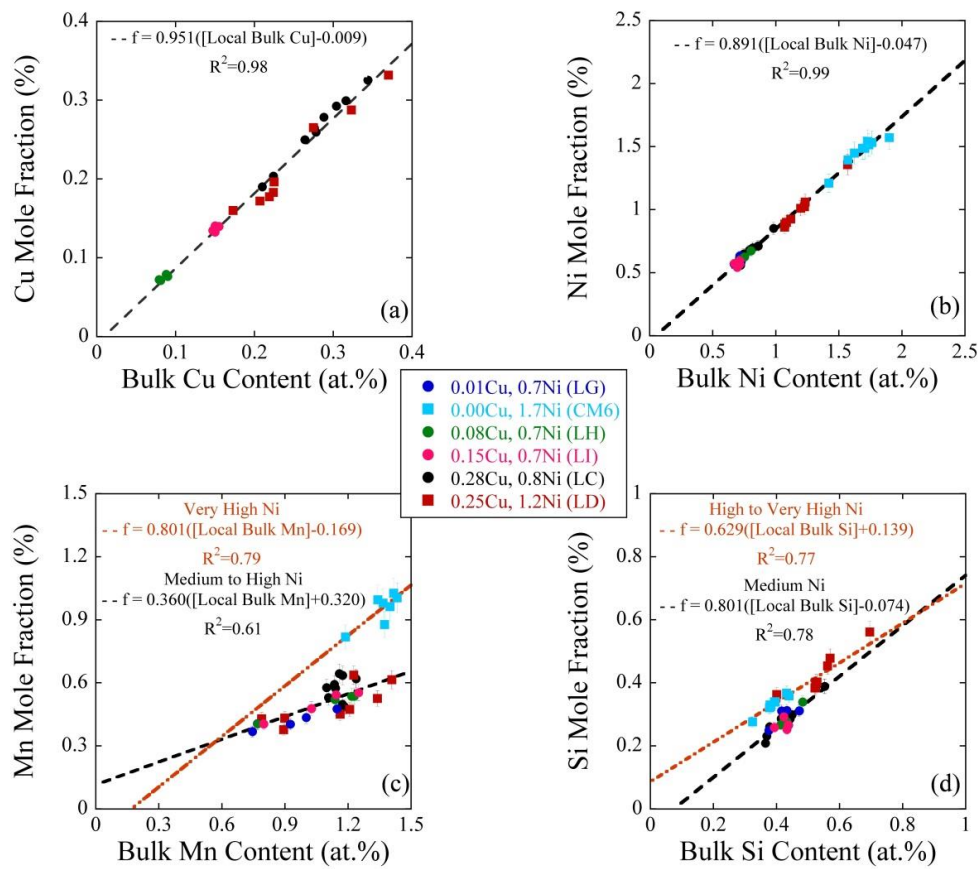 0.4
0.3
0.2
0.1
0
0
0.1
0.2
0.3
0.4
Cu Mole Fraction (%)
Bulk Cu Content (at.%)
- - f = 0.951([Local Bulk Cu]-0.009)
R²=0.98
(a)
2.5
2
1.5
1
0.5
0
0
0.5
1
1.5
2
2.5
Ni Mole Fraction (%)
Bulk Ni Content (at.%)
- - f = 0.891([Local Bulk Ni]-0.047)
R²=0.99
(b)
0.01Cu, 0.7Ni (LG)
0.00Cu, 1.7Ni (CM6)
0.08Cu, 0.7Ni (LH)
0.15Cu, 0.7Ni (LI)
0.28Cu, 0.8Ni (LC)
0.25Cu, 1.2Ni (LD)
1.5
1.2
0.9
0.6
0.3
0
0
0.3
0.6
0.9
1.2
1.5
Mn Mole Fraction (%)
Bulk Mn Content (at.%)
Very High Ni
- - f = 0.801([Local Bulk Mn]-0.169)
R²=0.79
Medium to High Ni
- - f = 0.360([Local Bulk Mn]+0.320)
R²=0.61
(c)
1
0.8
0.6
0.4
0.2
0
0
0.2
0.4
0.6
0.8
1
Si Mole Fraction (%)
Bulk Si Content (at.%)
High to Very High Ni
- - f = 0.629([Local Bulk Si]+0.139)
R²=0.77
Medium Ni
- - f = 0.801([Local Bulk Si]-0.074)
R²=0.78
(d)